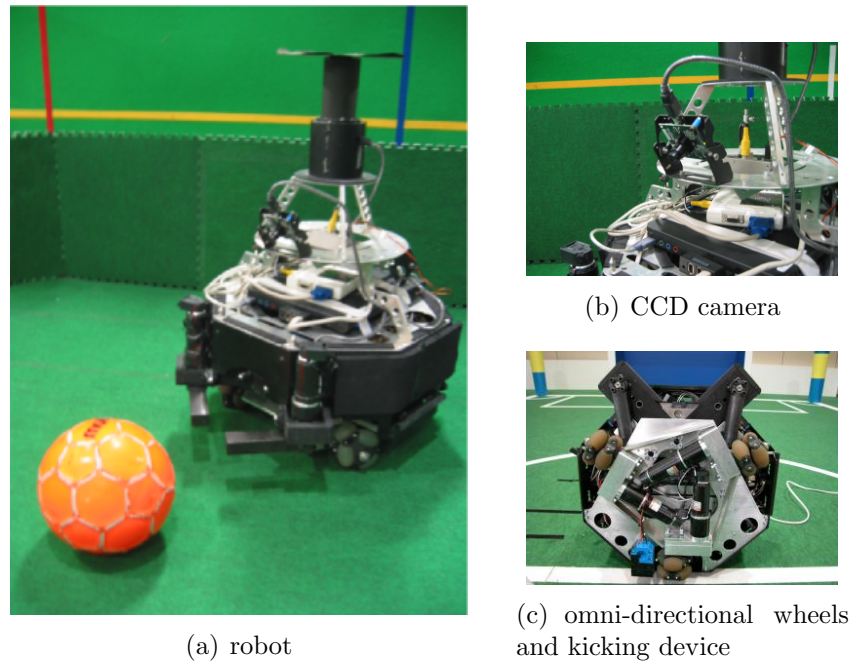 (a) robot
(b) CCD camera
(c) omni-directional wheels
and kicking device